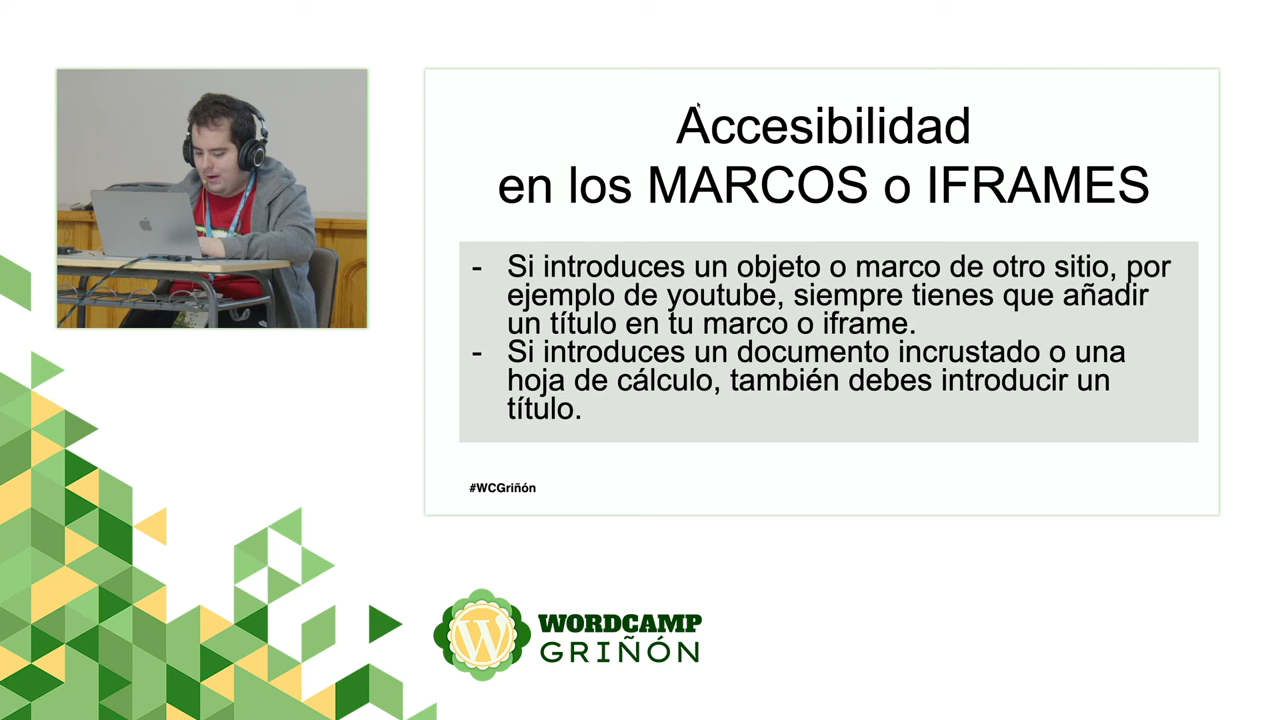 Accesibilidad
en los MARCOS o IFRAMES
- Si introduces un objeto o marco de otro sitio, por
ejemplo de youtube, siempre tienes que añadir
un título en tu marco o iframe.
- Si introduces un documento incrustado o una
hoja de cálculo, también debes introducir un
título.
#WCGriñón
W
WORDCAMP
GRIÑÓN